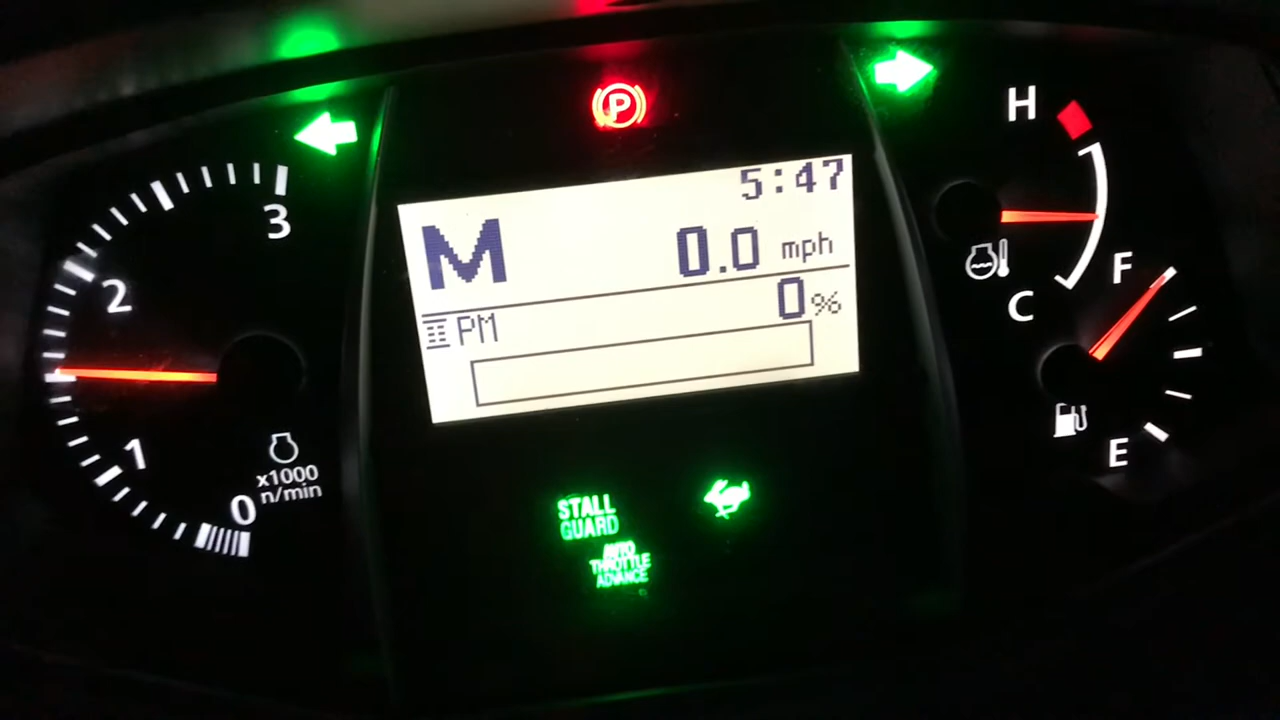 P
H
5:47
3
M 0.0 mph
2
F
C
0%
PM
1
E
x1000
0 n/min
STALL
GUARD
AUTO
THROTTLE
ADVANCE